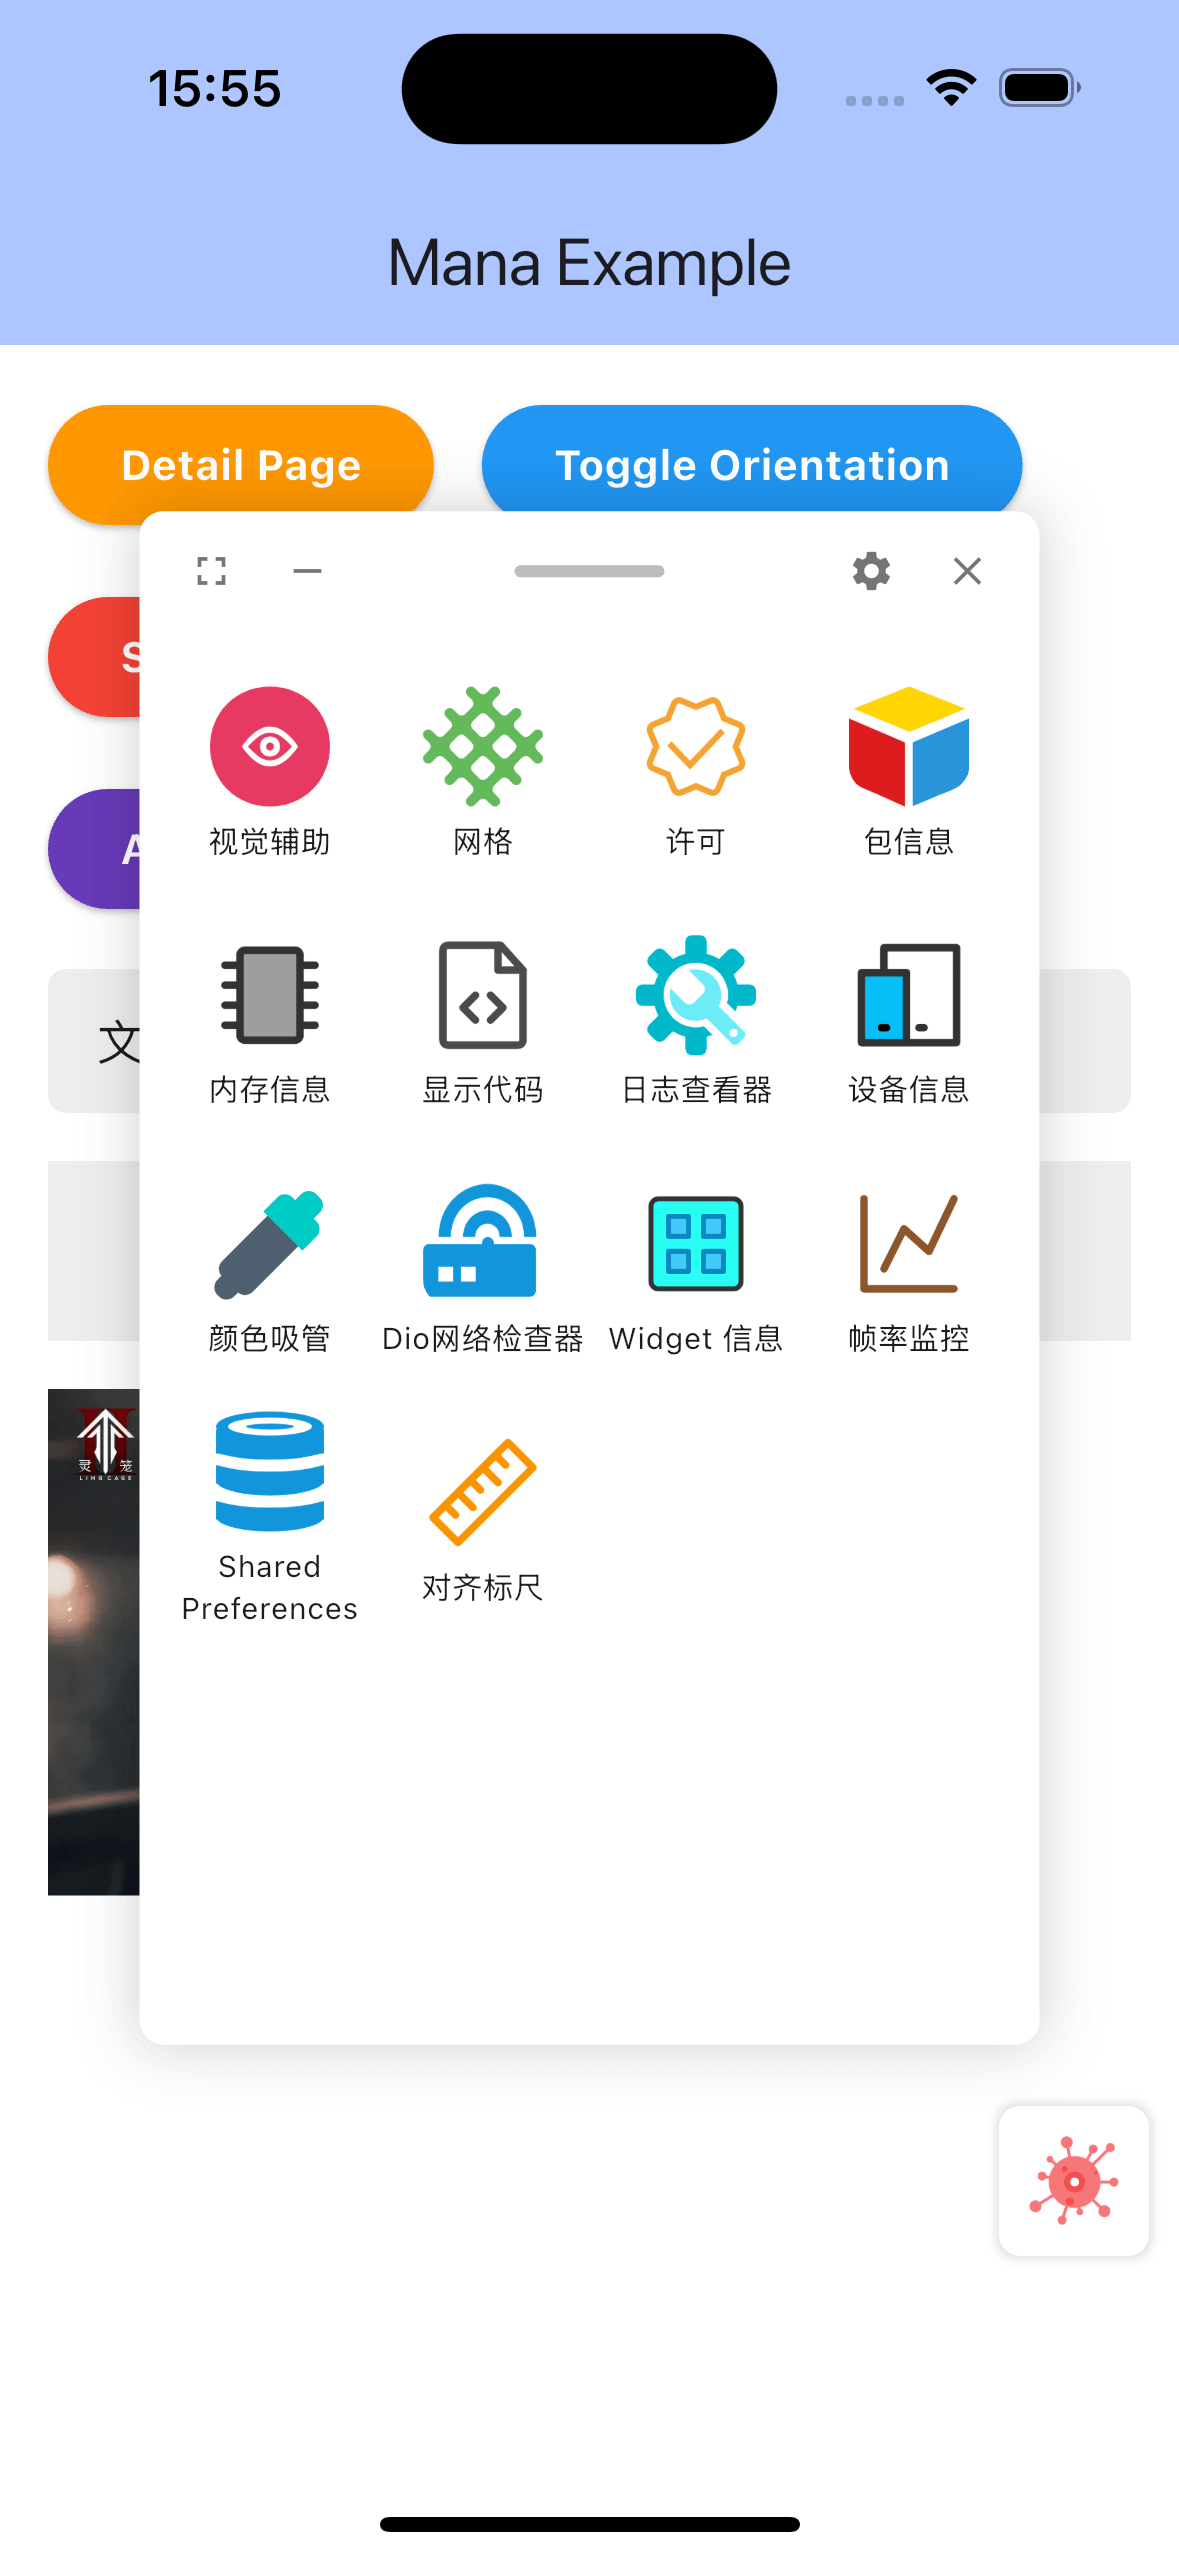 15:55
Mana Example
Detail Page
Toggle Orientation
S
A
文
视觉辅助
网格
许可
包信息
内存信息
显示代码
日志查看器
设备信息
颜色吸管
Dio网络检查器
Widget 信息
帧率监控
灵 笼
LING CAGE
Shared
Preferences
对齐标尺